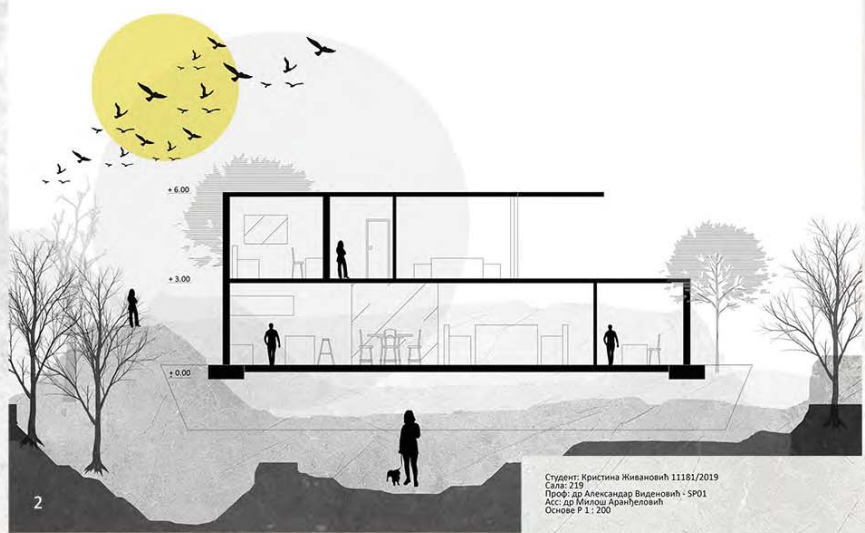 + 6.00
+ 3.00
+ 0.00
Студент: Кристина Живановић 11181/2019
Сала: 219
Проф: др Александар Виденовић - SP01
Асс: др Милош Аранђеловић
Основе Р 1 : 200
2